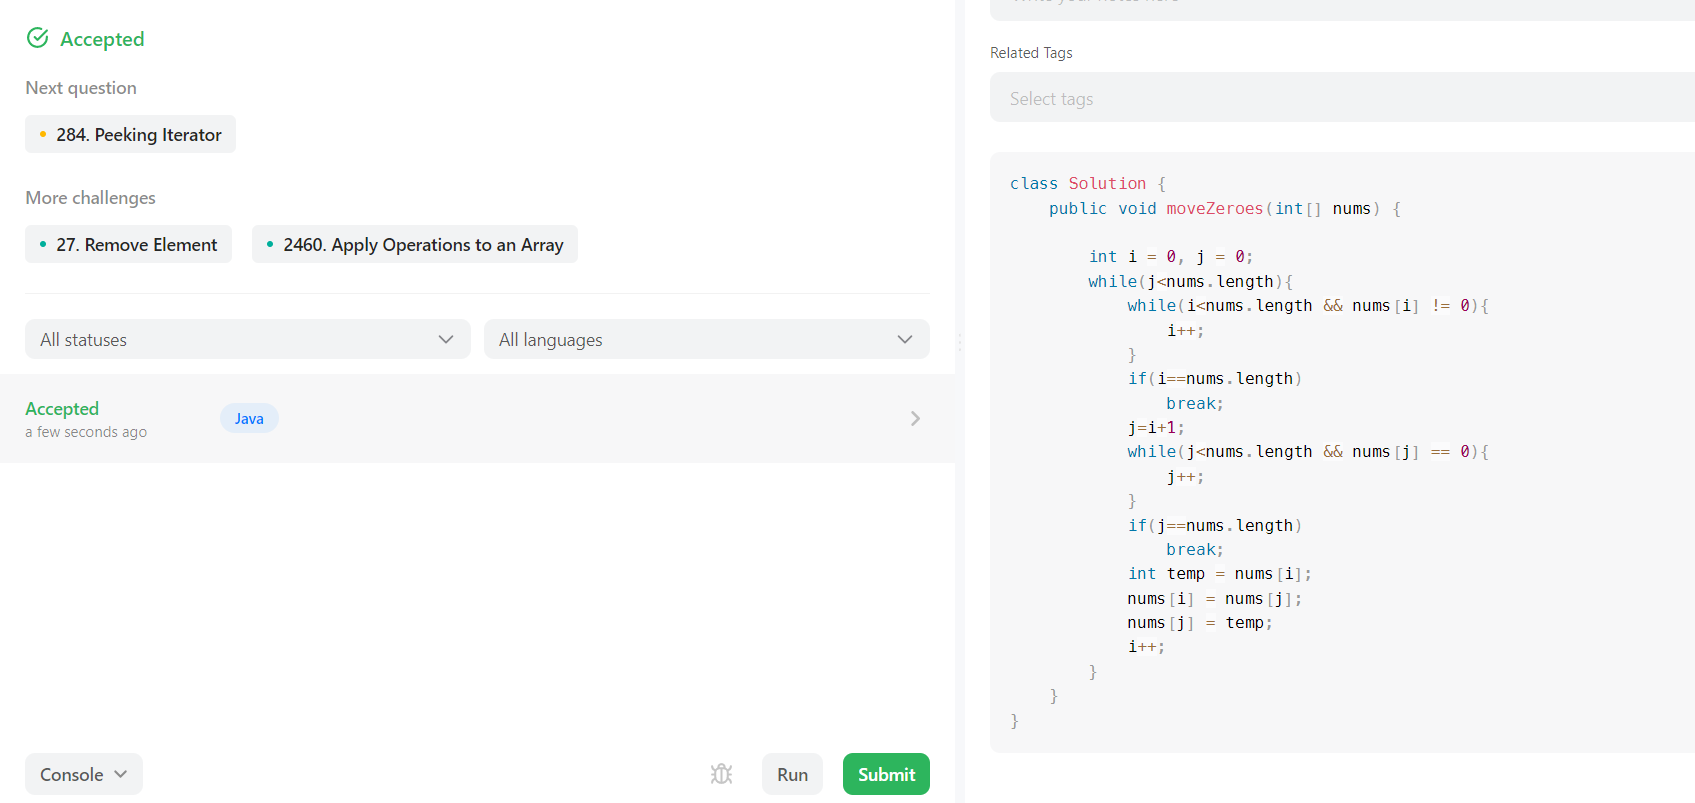 Accepted
Next question
284. Peeking Iterator
More challenges
27. Remove Element
2460. Apply Operations to an Array
All statuses
All languages
Accepted
a few seconds ago
Java
Console
Run
Submit
Related Tags
Select tags
class Solution {
    public void moveZeroes(int[] nums) {

        int i = 0, j = 0;
        while(j<nums.length){
            while(i<nums.length && nums[i] != 0){
                i++;
            }
            if(i==nums.length)
                break;
            j=i+1;
            while(j<nums.length && nums[j] == 0){
                j++;
            }
            if(j==nums.length)
                break;
            int temp = nums[i];
            nums[i] = nums[j];
            nums[j] = temp;
            i++;
        }
    }
}